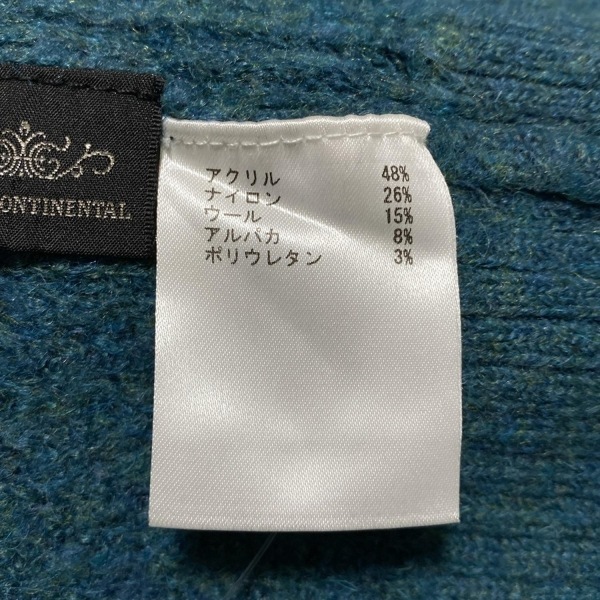 CONTINENTAL
アクリル 48%
ナイロン 26%
ウール 15%
アルパカ 8%
ポリウレタン 3%